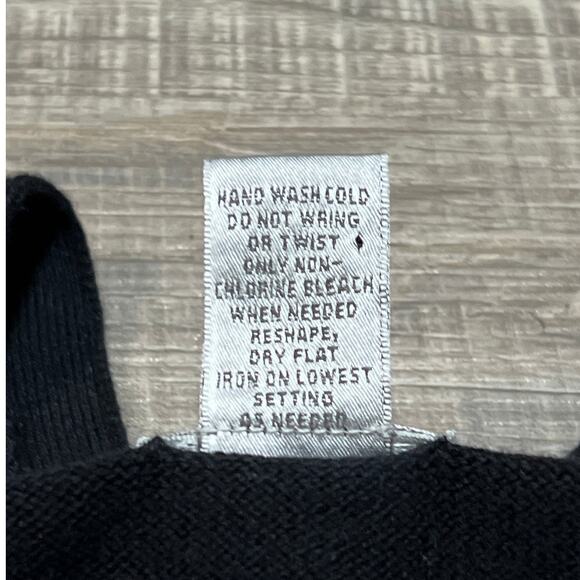 HAND WASH COLD
DO NOT WRING
OR TWIST
ONLY NON-
CHLORINE BLEACH
WHEN NEEDED
RESHAPE,
DRY FLAT
IRON ON LOWEST
SETTING
AS NEEDED